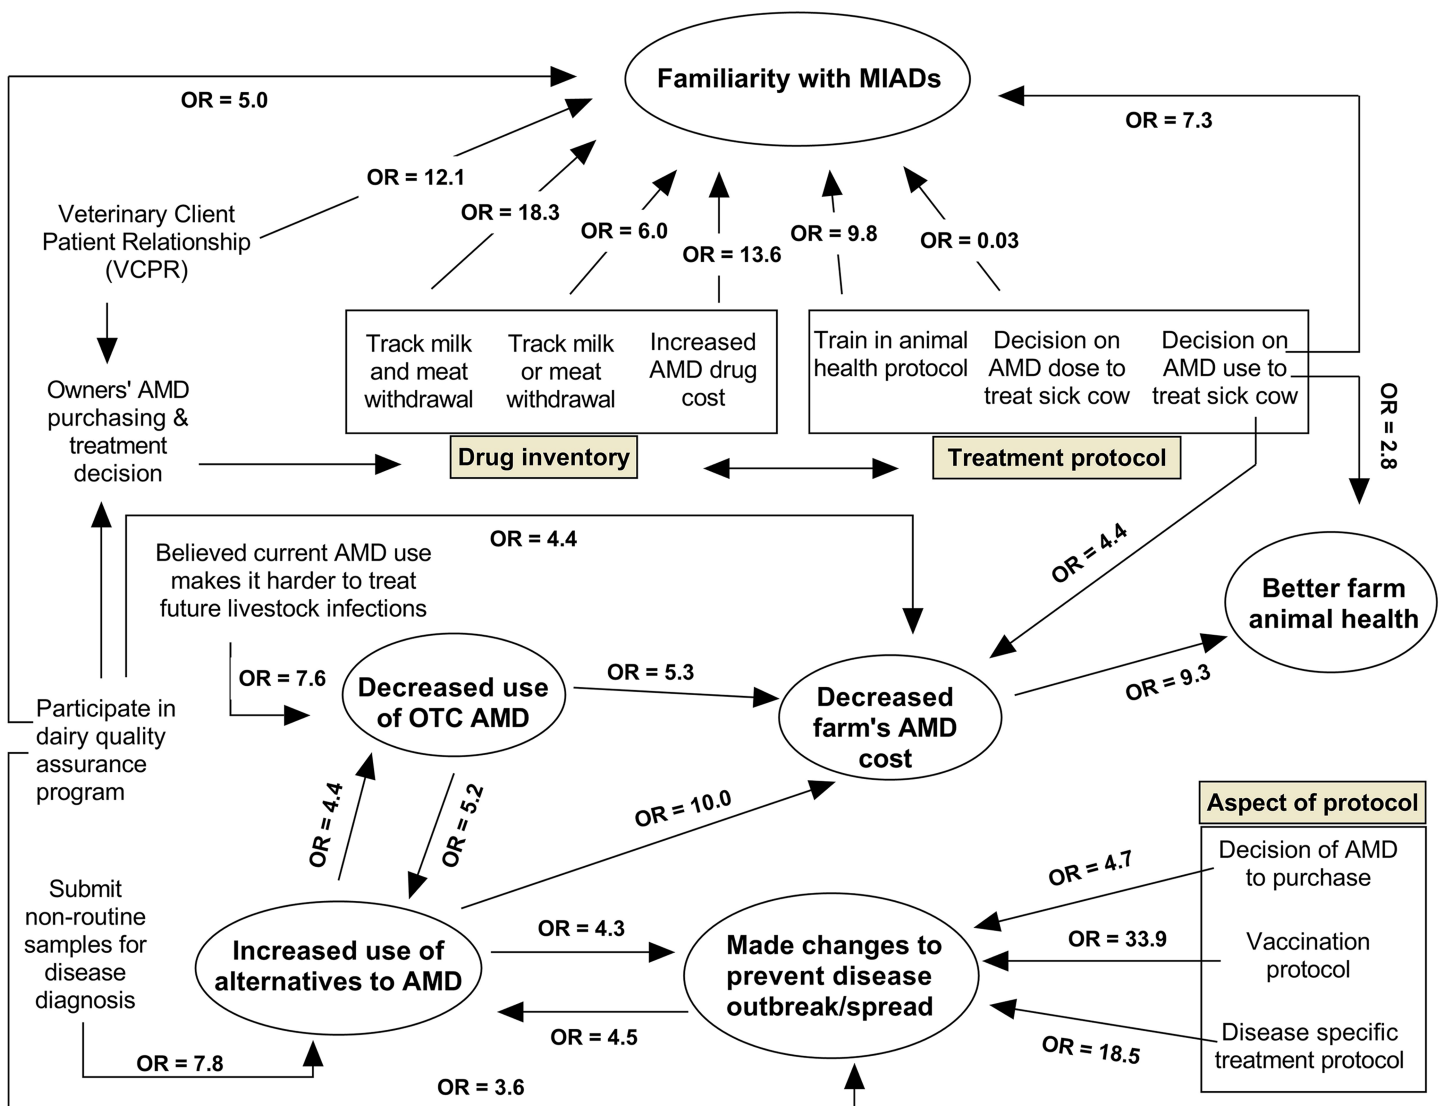 Familiarity with MIADs
OR = 5.0
OR = 7.3
OR = 12.1
OR = 18.3
OR = 6.0
OR = 13.6
OR = 9.8
OR = 0.03
Veterinary Client
Patient Relationship
(VCPR)
Track milk
and meat
withdrawal
Track milk
or meat
withdrawal
Increased
AMD drug
cost
Train in animal
health protocol
Decision on
AMD dose to
treat sick cow
Decision on
AMD use to
treat sick cow
Owners' AMD
purchasing &
treatment
decision
Drug inventory
Treatment protocol
OR = 2.8
OR = 4.4
OR = 4.4
Believed current AMD use
makes it harder to treat
future livestock infections
Better farm
animal health
OR = 7.6
Decreased use
of OTC AMD
OR = 5.3
Decreased
farm's AMD
cost
OR = 9.3
Participate in
dairy quality
assurance
program
OR = 4.4
OR = 5.2
OR = 10.0
Aspect of protocol
Decision of AMD
to purchase
Vaccination
protocol
Disease specific
treatment protocol
OR = 4.7
OR = 33.9
OR = 18.5
Submit
non-routine
samples for
disease
diagnosis
Increased use of
alternatives to AMD
OR = 4.3
Made changes to
prevent disease
outbreak/spread
OR = 4.5
OR = 7.8
OR = 3.6